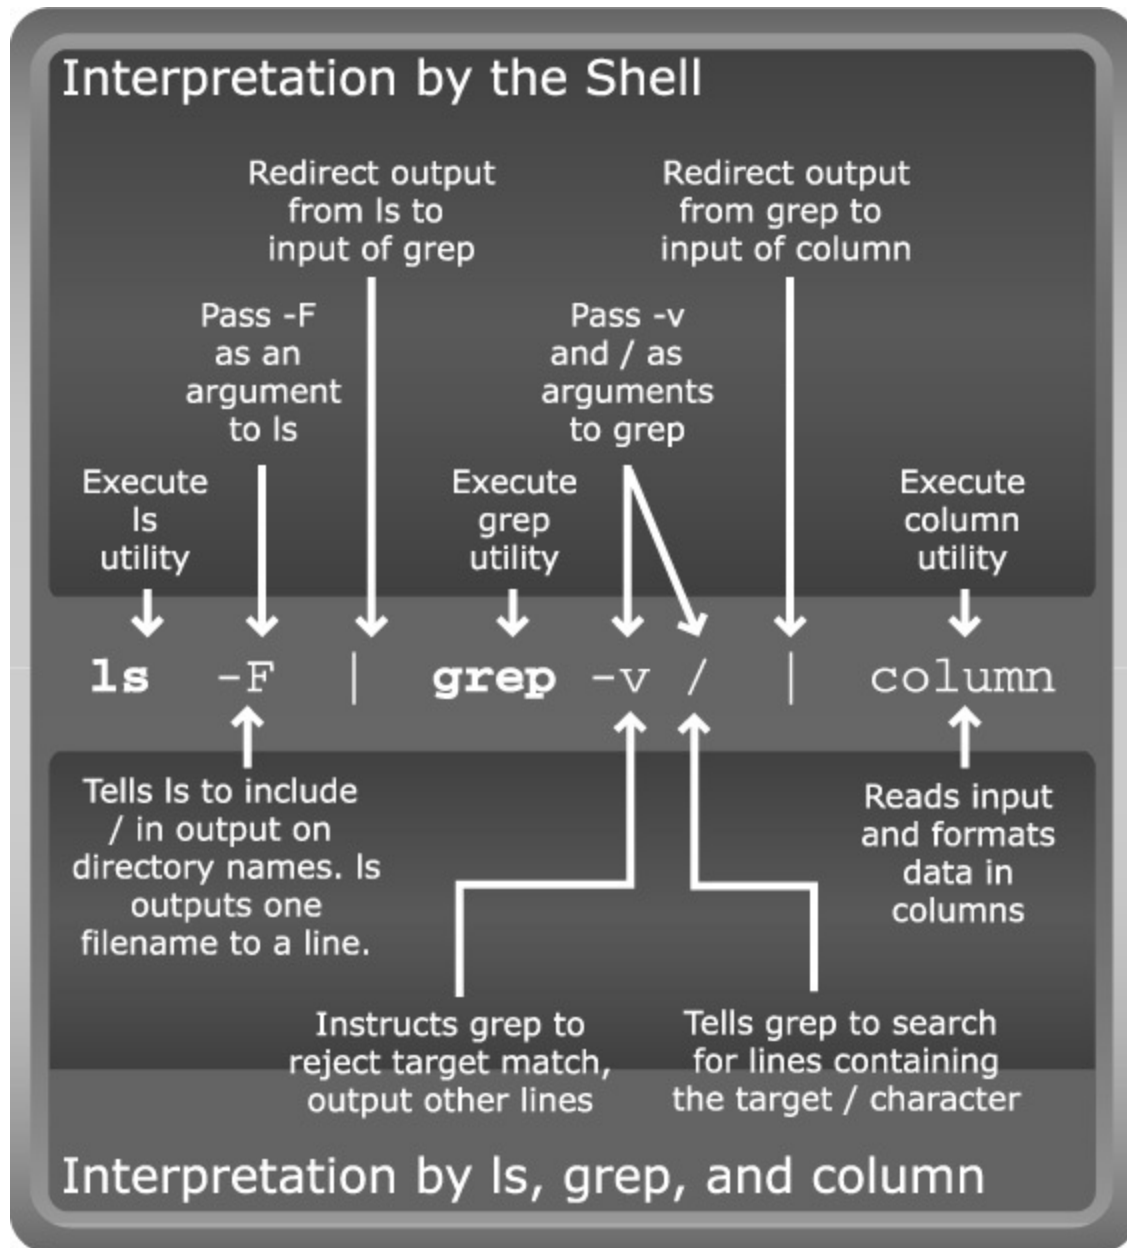 Interpretation by the Shell
Redirect output
from ls to
input of grep
Redirect output
from grep to
input of column
Pass -F
as an
argument
to ls
Pass -v
and / as
arguments
to grep
Execute
ls
utility
Execute
grep
utility
Execute
column
utility
ls -F | grep -v / | column
Tells ls to include
/ in output on
directory names. ls
outputs one
filename to a line.
Reads input
and formats
data in
columns
Instructs grep to
reject target match,
output other lines
Tells grep to search
for lines containing
the target / character
Interpretation by ls, grep, and column